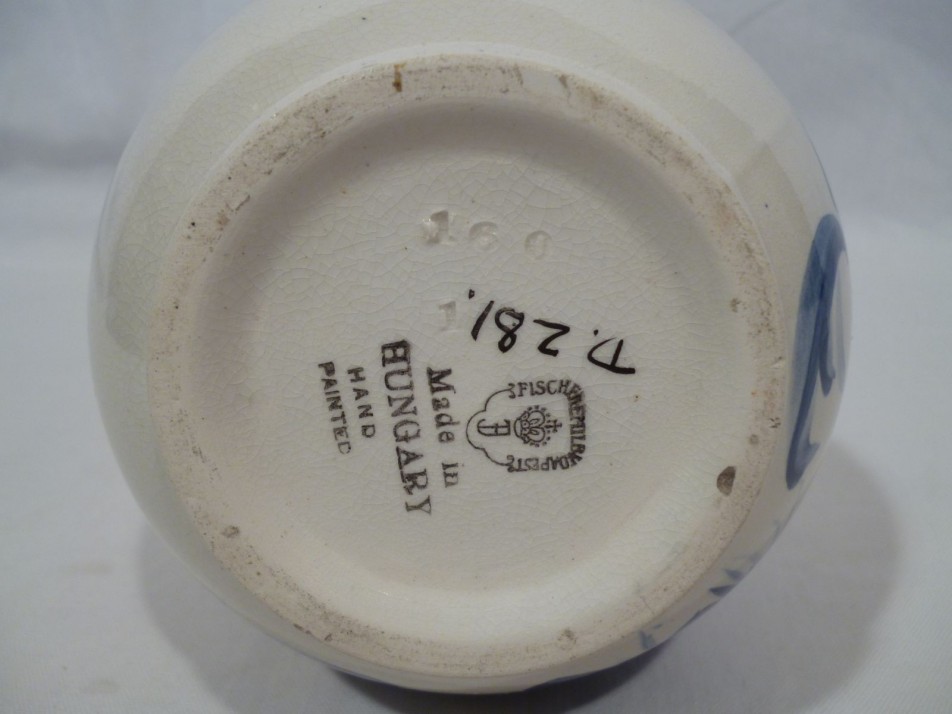 160
1
D.281.
FISCHER EMIL BUDAPEST
F
Made in
HUNGARY
HAND
PAINTED